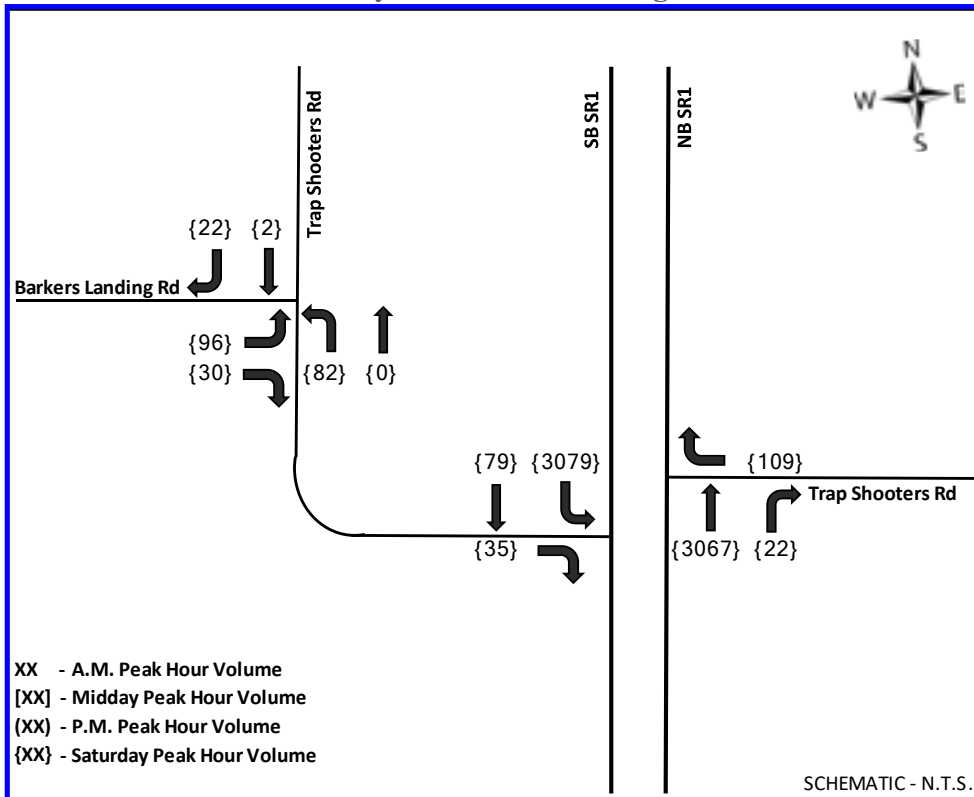 N
W E
S
Trap Shooters Rd
SB SR1
NB SR1
{22} {2}
Barkers Landing Rd
{96}
{30} {82} {0}
{79} {3079} {109}
Trap Shooters Rd
{35} {3067} {22}
XX - A.M. Peak Hour Volume
[XX] - Midday Peak Hour Volume
(XX) - P.M. Peak Hour Volume
{XX} - Saturday Peak Hour Volume
SCHEMATIC - N.T.S.